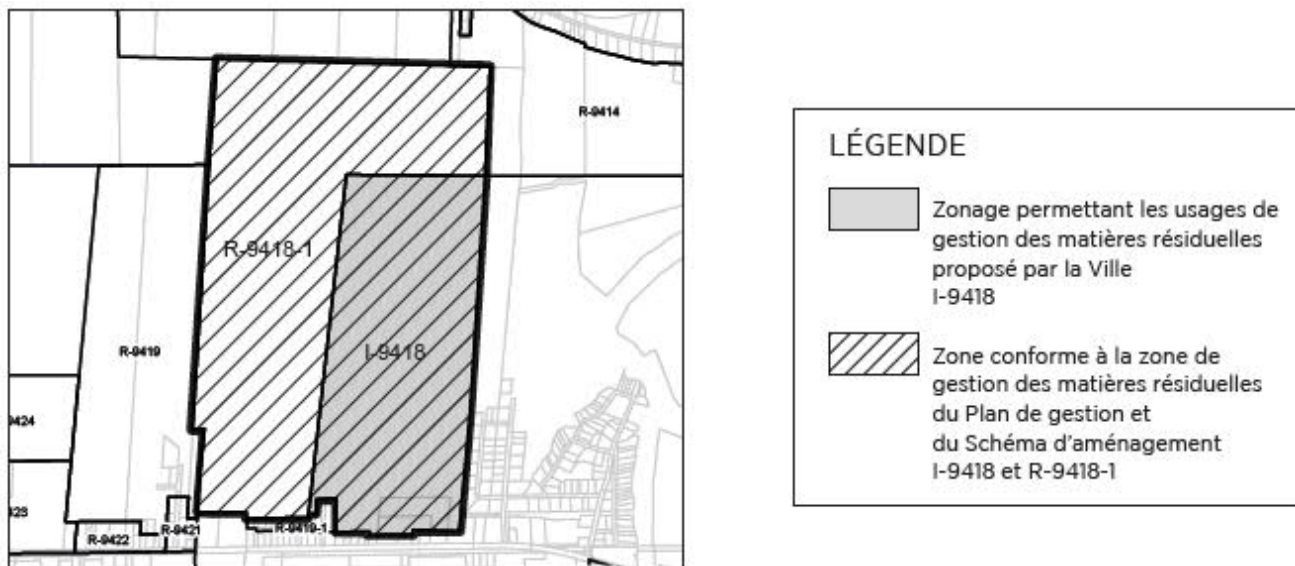 R-9414
R-9418-1
R-9419
I-9418
9424
R-9421
R-9419-1
R-9422
LÉGENDE
Zonage permettant les usages de
gestion des matières résiduelles
proposé par la Ville
I-9418
Zone conforme à la zone de
gestion des matières résiduelles
du Plan de gestion et
du Schéma d'aménagement
I-9418 et R-9418-1